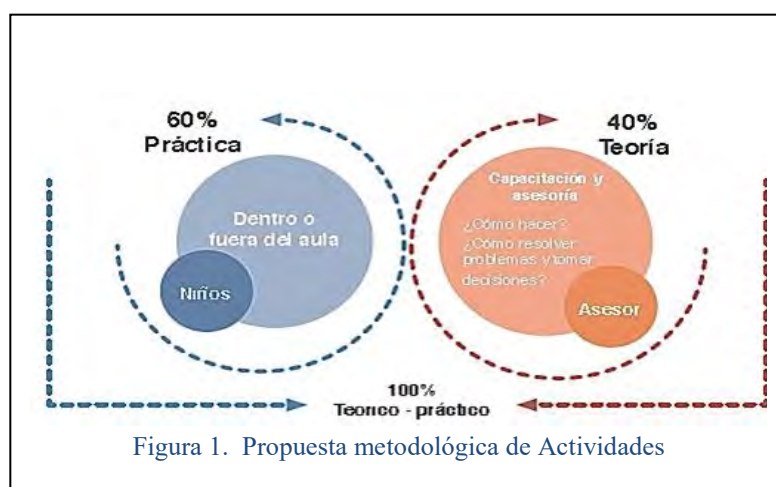 60%
Práctica
Dentro o
fuera del aula
Niños
40%
Teoría
Capacitación y
asesoría
¿Cómo hacer?
¿Cómo resolver
problemas y tomar
decisiones?
Asesor
100%
Teorico - práctico
Figura 1. Propuesta metodológica de Actividades